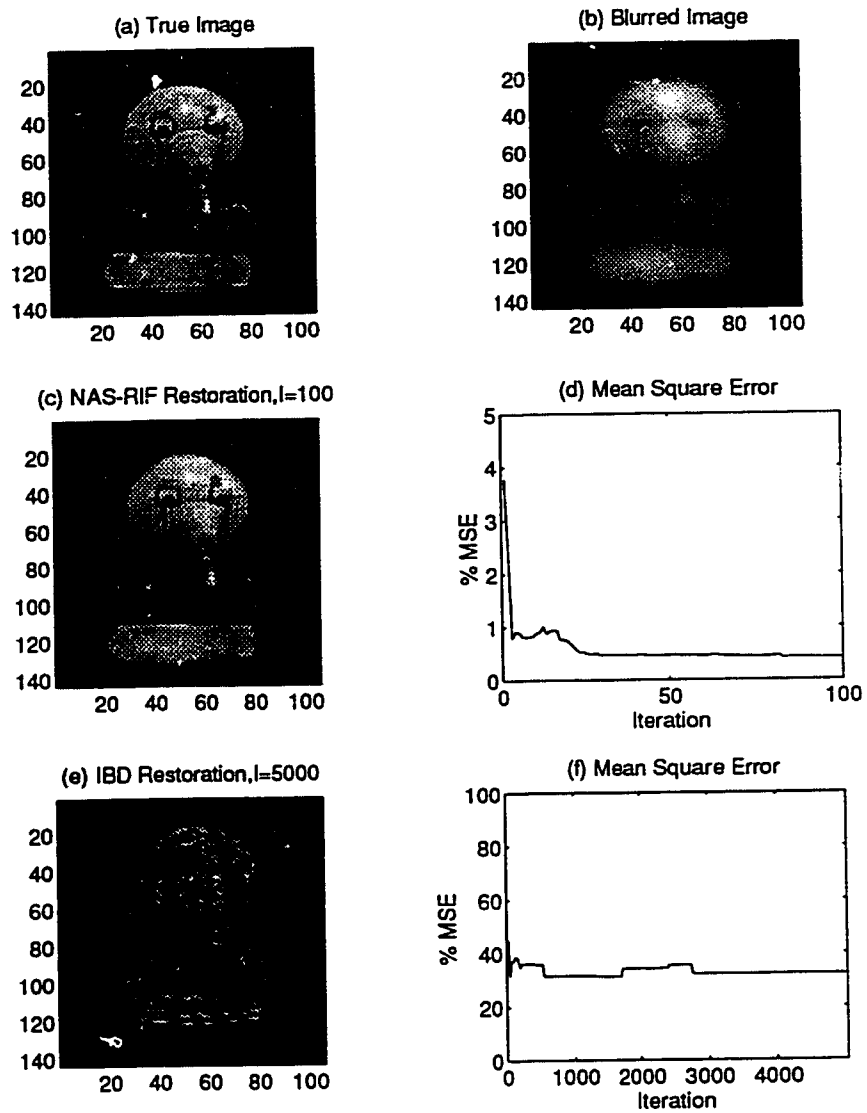 (a) True Image
20
40
60
80
100
120
140
20 40 60 80 100
(b) Blurred Image
20
40
60
80
100
120
140
20 40 60 80 100
(c) NAS-RIF Restoration,I=100
20
40
60
80
100
120
140
20 40 60 80 100
(d) Mean Square Error
5
4
3
2
1
0
% MSE
0 50 100
Iteration
(e) IBD Restoration,I=5000
20
40
60
80
100
120
140
20 40 60 80 100
(f) Mean Square Error
100
80
60
40
20
0
% MSE
0 1000 2000 3000 4000
Iteration